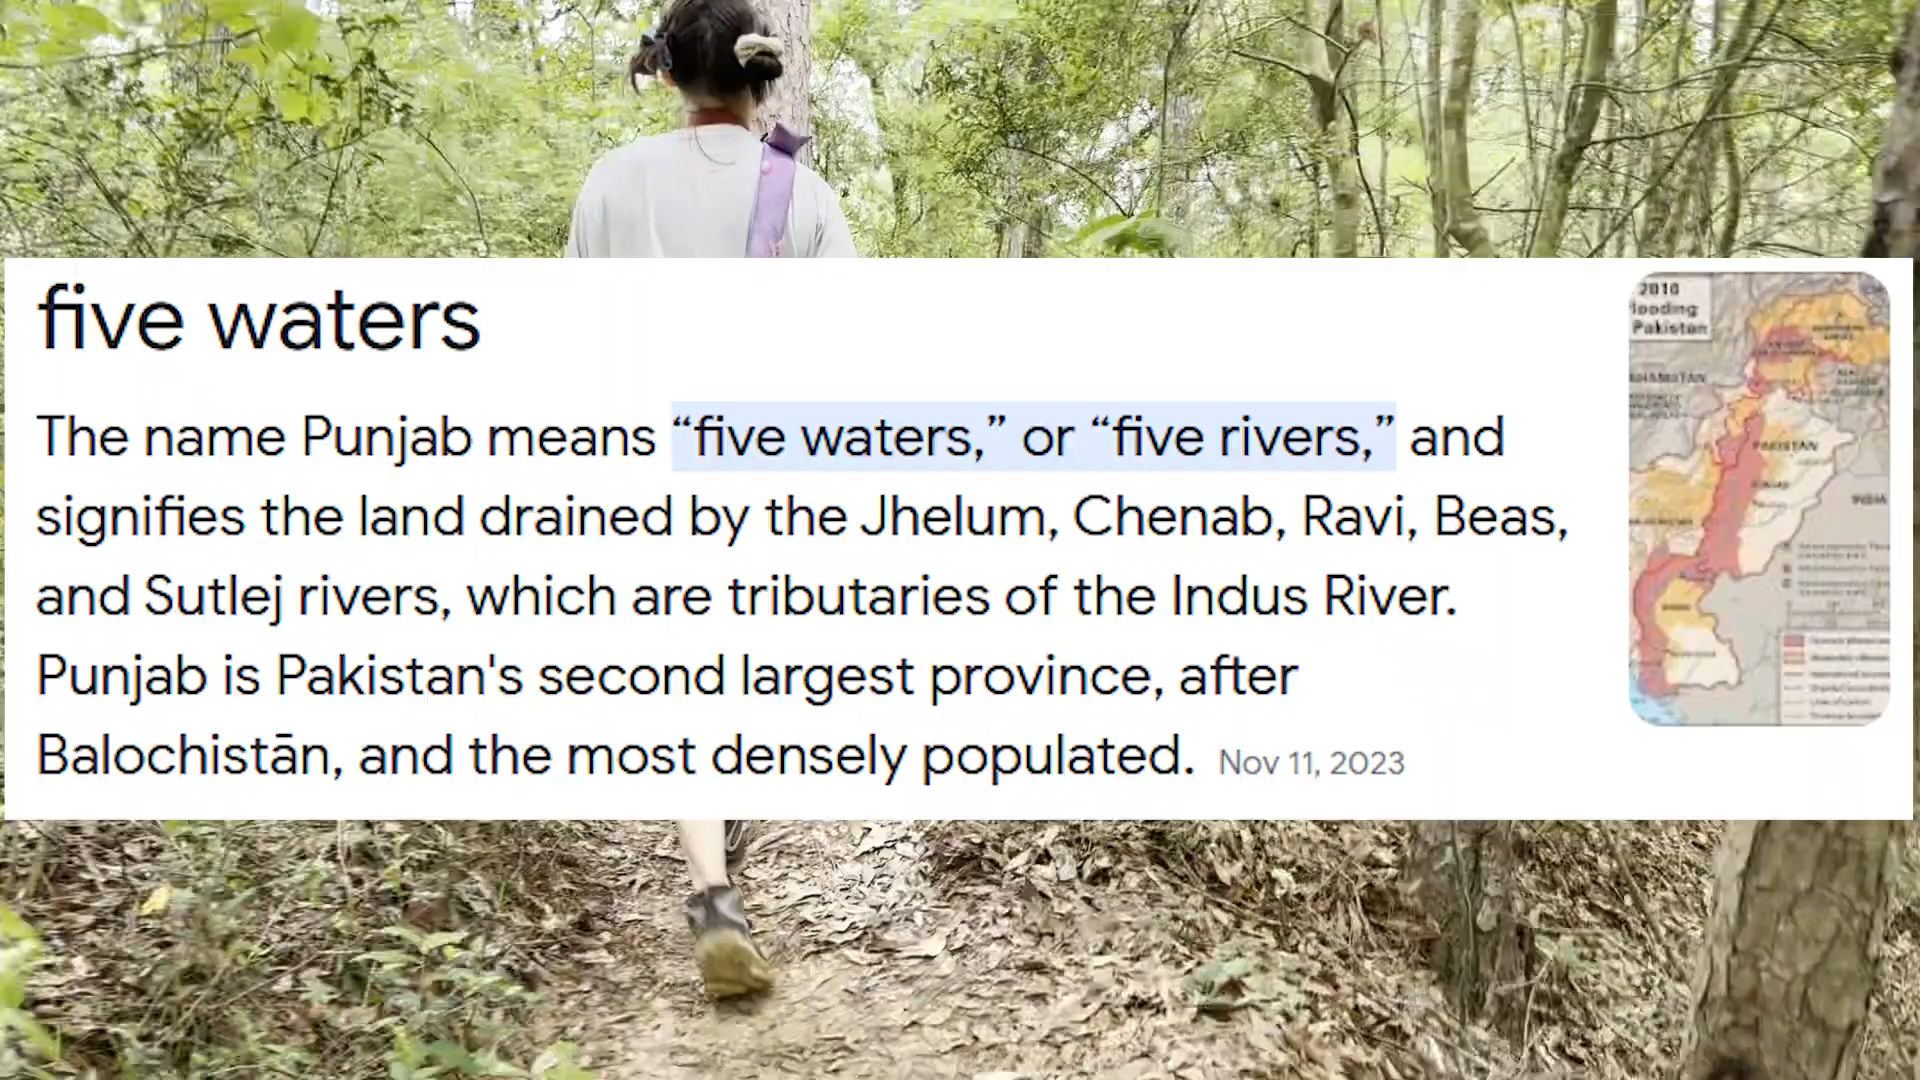 five waters
The name Punjab means “five waters,” or “five rivers,” and
signifies the land drained by the Jhelum, Chenab, Ravi, Beas,
and Sutlej rivers, which are tributaries of the Indus River.
Punjab is Pakistan's second largest province, after
Balochistān, and the most densely populated. Nov 11, 2023
2010
Pakistan
PAKISTAN
INDIA